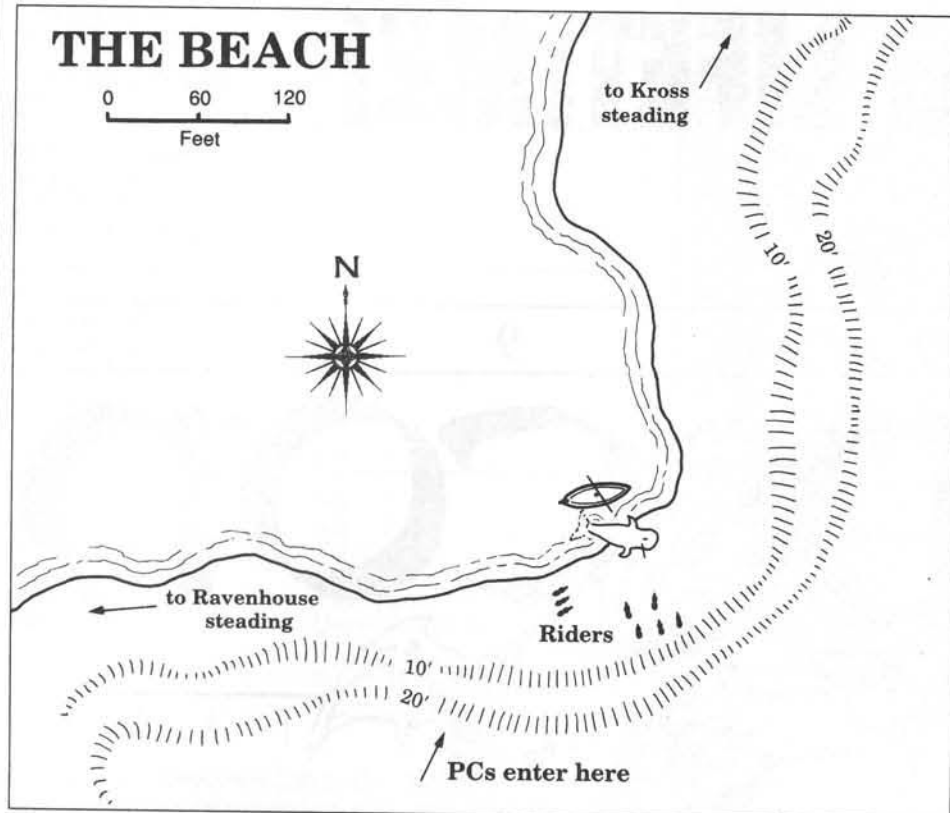 THE BEACH
0 60 120
Feet
to Kross
steading
N
10'
20'
to Ravenhouse
steading
Riders
10'
20'
PCs enter here